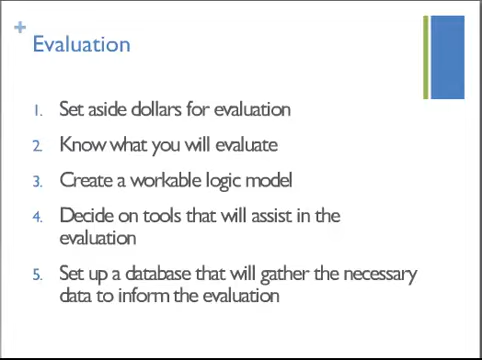 +
Evaluation
1. Set aside dollars for evaluation
2. Know what you will evaluate
3. Create a workable logic model
4. Decide on tools that will assist in the
evaluation
5. Set up a database that will gather the necessary
data to inform the evaluation